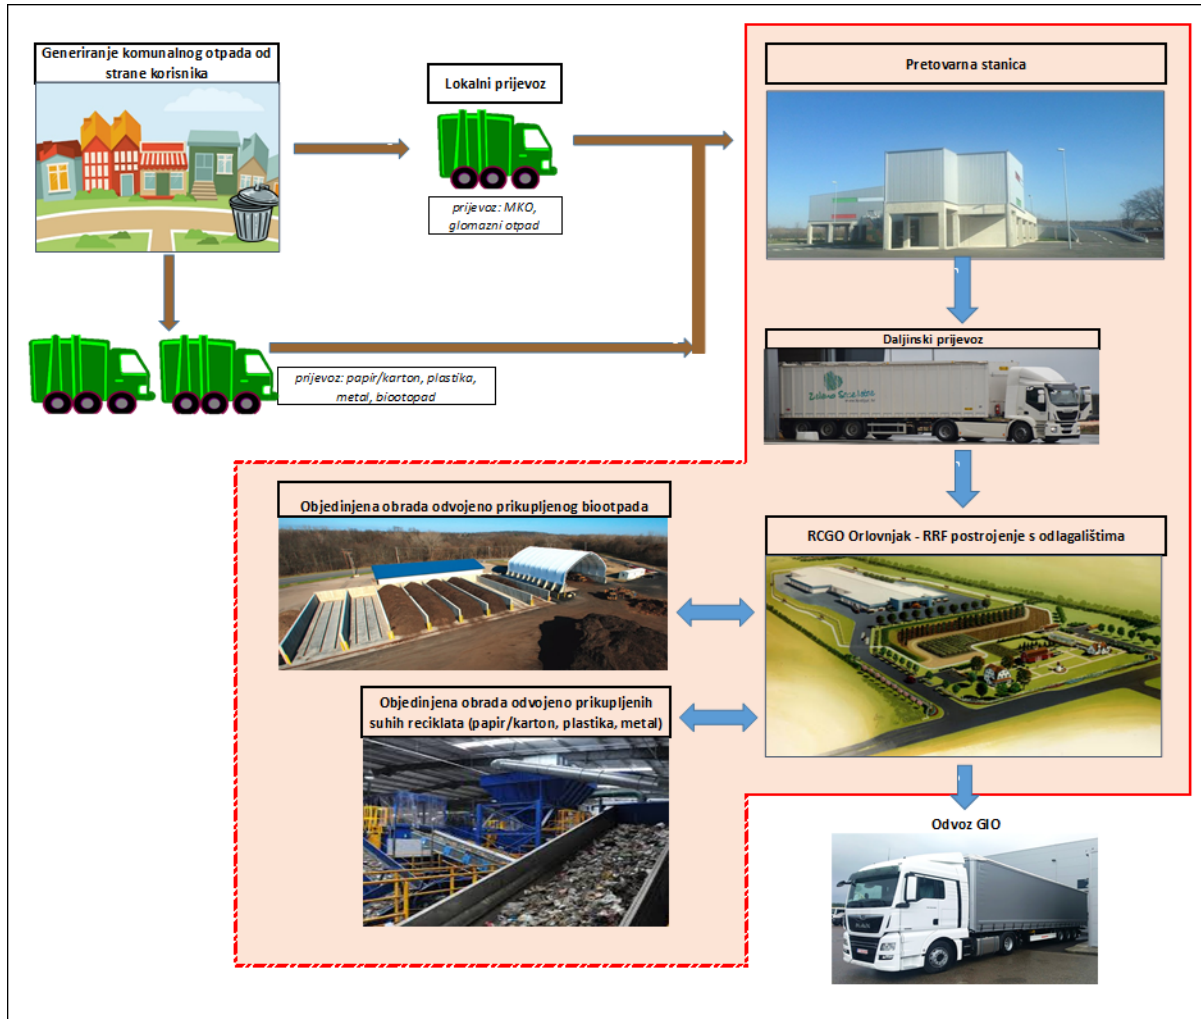 Generiranje komunalnog otpada od
strane korisnika
Lokalni prijevoz
prijevoz: MKO,
glomazni otpad
prijevoz: papir/karton, plastika,
metal, biootopad
Pretovarna stanica
Daljinski prijevoz
Objedinjena obrada odvojeno prikupljenog biootpada
RCGO Orlovnjak - RRF postrojenje s odlagalištima
Objedinjena obrada odvojeno prikupljenih
suhih reciklata (papir/karton, plastika, metal)
Odvoz GIO
MAN